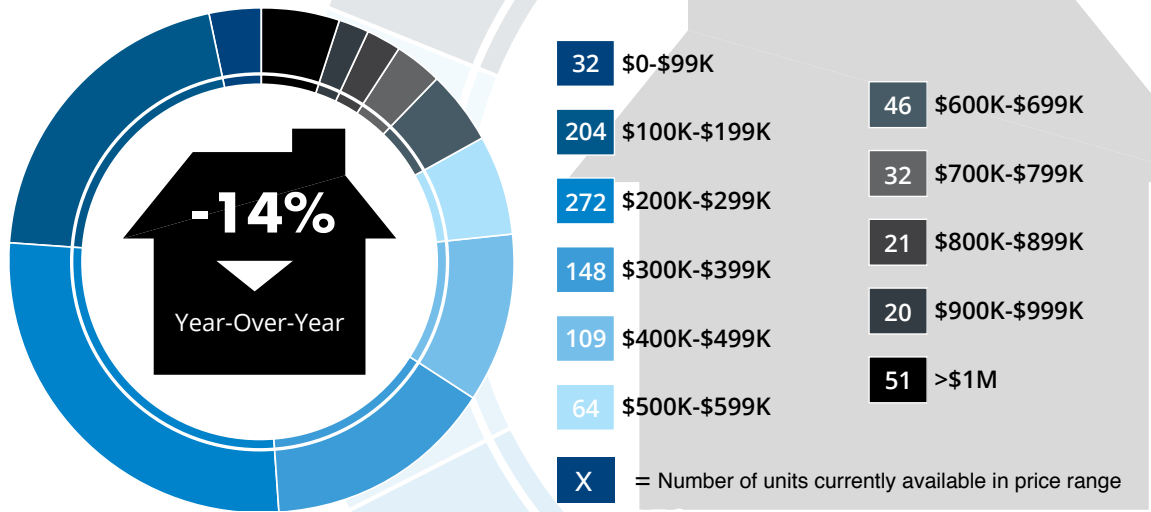 -14%
Year-Over-Year
32 $0-$99K
204 $100K-$199K
272 $200K-$299K
148 $300K-$399K
109 $400K-$499K
64 $500K-$599K
46 $600K-$699K
32 $700K-$799K
21 $800K-$899K
20 $900K-$999K
51 >$1M
X = Number of units currently available in price range